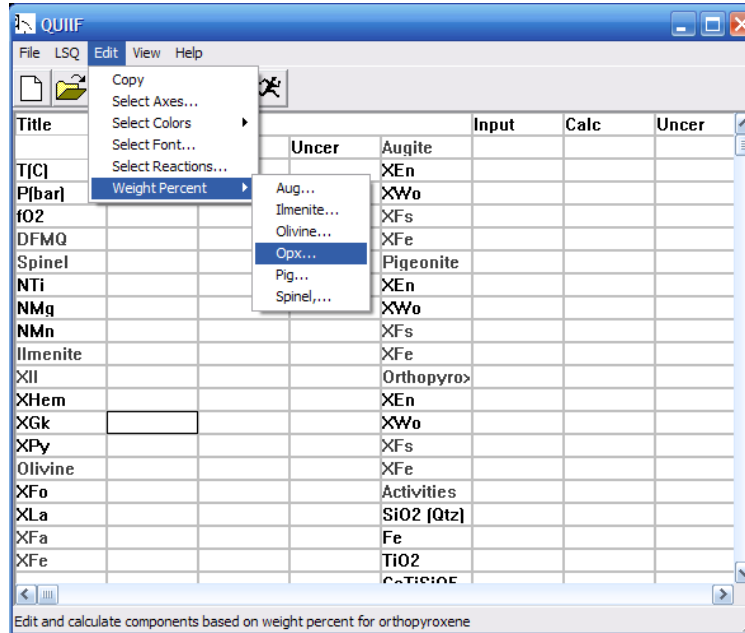 QUIlF
File LSQ Edit View Help
Copy
Select Axes...
Select Colors
Select Font...
Select Reactions...
Weight Percent
Aug...
Ilmenite...
Olivine...
Opx...
Pig...
Spinel,...
Title Input Calc Uncer
Uncer Augite
T(C) XEn
P(bar) XWo
fO2 XFs
DFMQ XFe
Spinel Pigeonite
NTi XEn
NMg XWo
NMn XFs
Ilmenite XFe
XIl Orthopyrox
XHem XEn
XGk XWo
XPy XFs
Olivine XFe
XFo Activities
XLa SiO2 (Qtz)
XFa Fe
XFe TiO2
Edit and calculate components based on weight percent for orthopyroxene